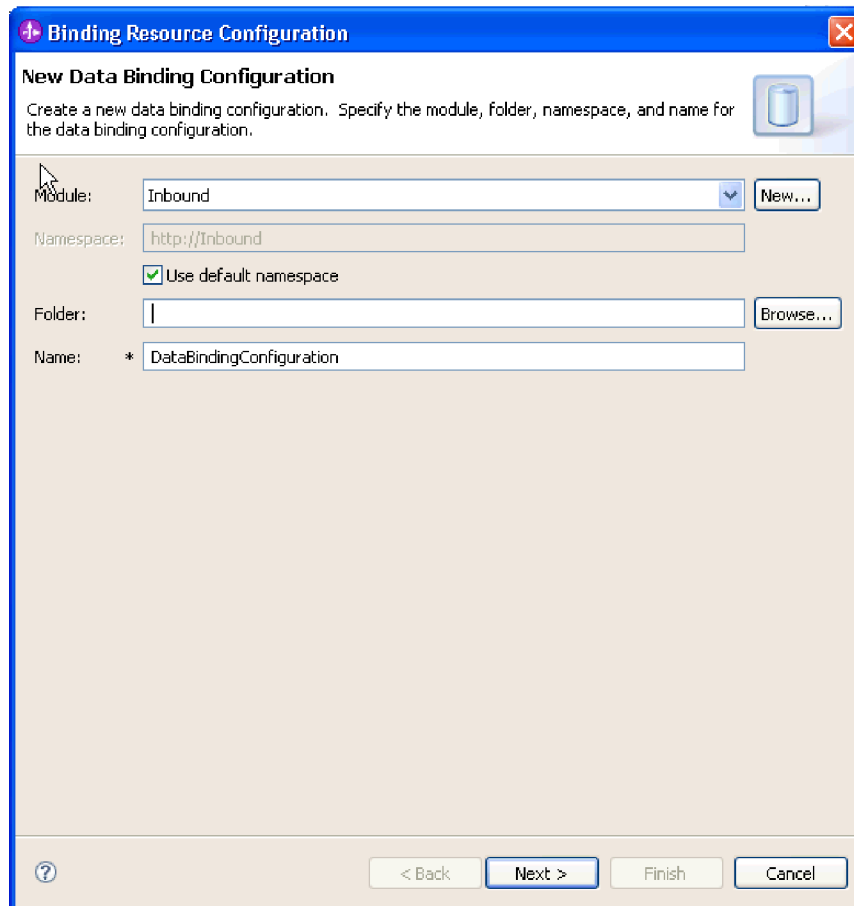 Binding Resource Configuration
New Data Binding Configuration
Create a new data binding configuration.  Specify the module, folder, namespace, and name for
the data binding configuration.
Module: Inbound New...
Namespace: http://Inbound
Use default namespace
Folder: Browse...
Name: * DataBindingConfiguration
? < Back Next > Finish Cancel